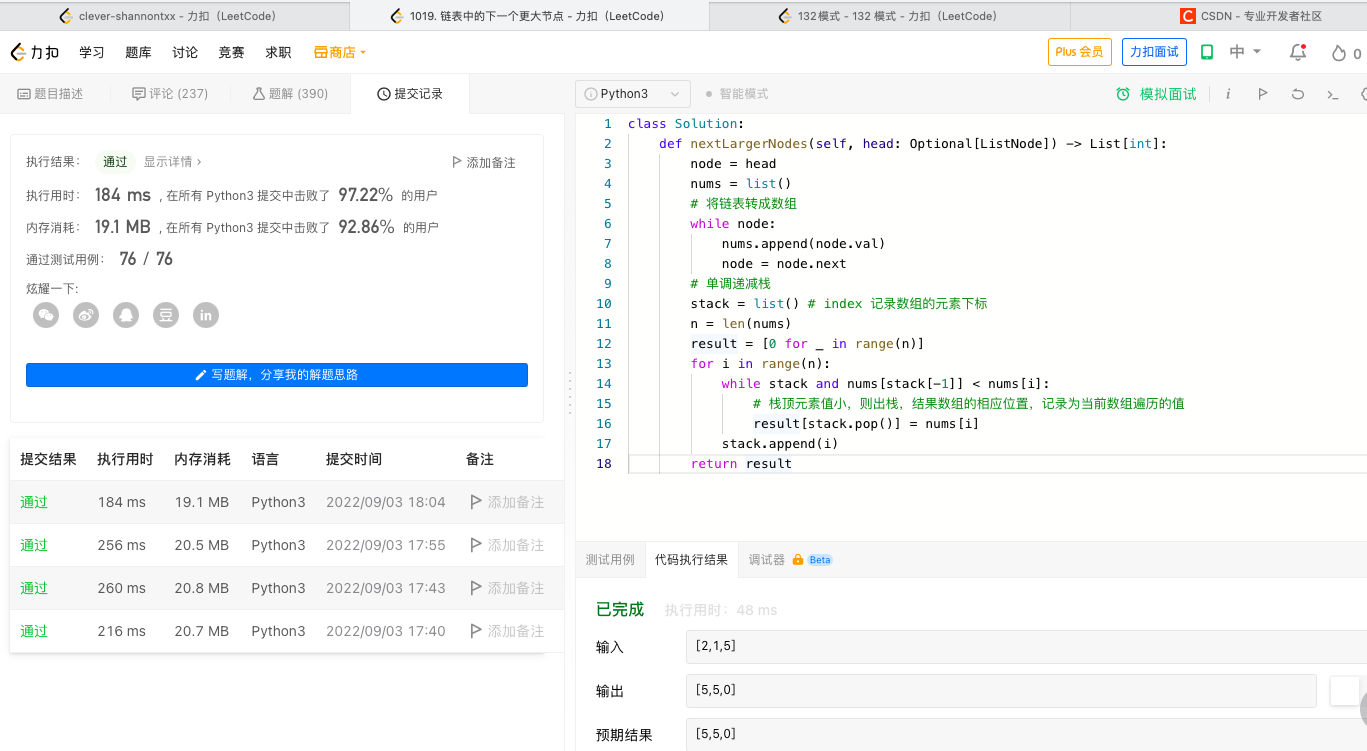 clever-shannontxx - 力扣（LeetCode）
1019. 链表中的下一个更大节点 - 力扣（LeetCode）
132模式 - 132 模式 - 力扣（LeetCode）
C CSDN - 专业开发者社区
力扣 学习 题库 讨论 竞赛 求职 商店
Plus 会员 力扣面试 中 0
题目描述 评论 (237) 题解 (390) 提交记录
执行结果： 通过 显示详情 › 添加备注
执行用时： 184 ms , 在所有 Python3 提交中击败了 97.22% 的用户
内存消耗： 19.1 MB , 在所有 Python3 提交中击败了 92.86% 的用户
通过测试用例： 76 / 76
炫耀一下:
豆 in
写题解，分享我的解题思路
提交结果 执行用时 内存消耗 语言 提交时间 备注
通过 184 ms 19.1 MB Python3 2022/09/03 18:04 添加备注
通过 256 ms 20.5 MB Python3 2022/09/03 17:55 添加备注
通过 260 ms 20.8 MB Python3 2022/09/03 17:43 添加备注
通过 216 ms 20.7 MB Python3 2022/09/03 17:40 添加备注
i Python3 智能模式 模拟面试 i
1 class Solution:
2 def nextLargerNodes(self, head: Optional[ListNode]) -> List[int]:
3 node = head
4 nums = list()
5 # 将链表转成数组
6 while node:
7 nums.append(node.val)
8 node = node.next
9 # 单调递减栈
10 stack = list() # index 记录数组的元素下标
11 n = len(nums)
12 result = [0 for _ in range(n)]
13 for i in range(n):
14 while stack and nums[stack[-1]] < nums[i]:
15 # 栈顶元素值小，则出栈，结果数组的相应位置，记录为当前数组遍历的值
16 result[stack.pop()] = nums[i]
17 stack.append(i)
18 return result
测试用例 代码执行结果 调试器 Beta
已完成 执行用时：48 ms
输入 [2,1,5]
输出 [5,5,0]
预期结果 [5,5,0]